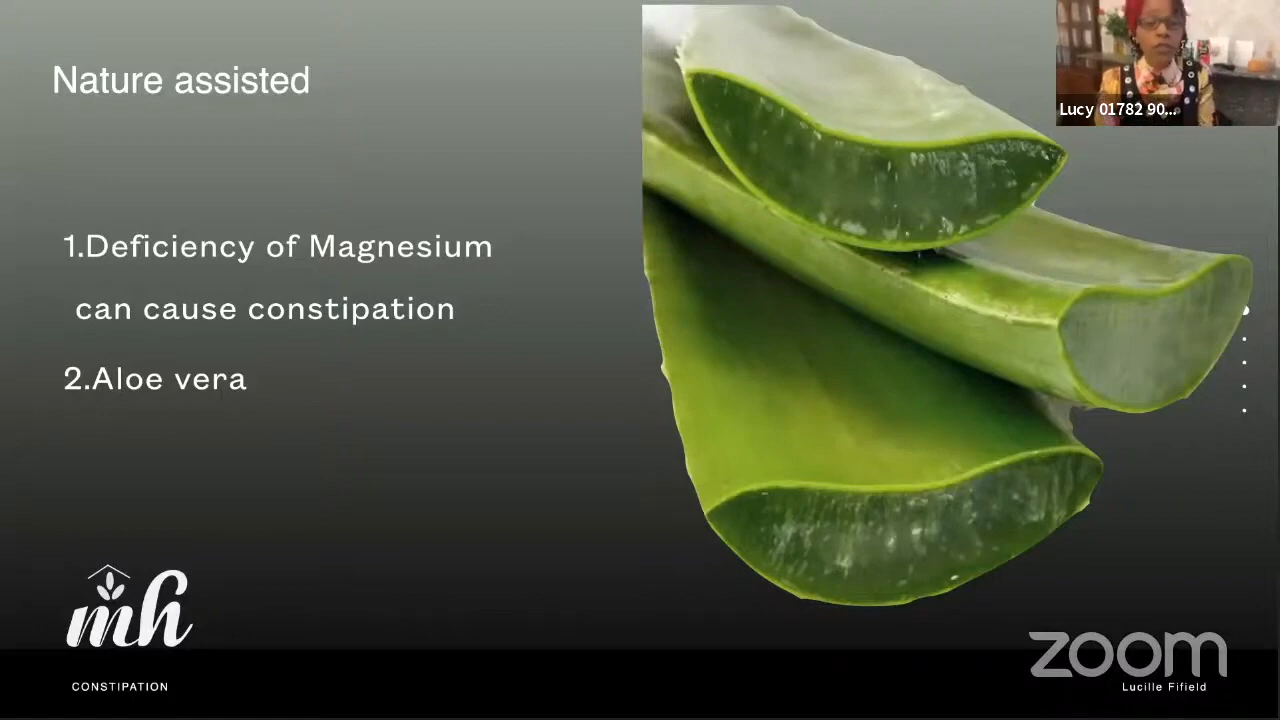 Nature assisted
Lucy 01782 90...
1.Deficiency of Magnesium
can cause constipation
2.Aloe vera
mh
CONSTIPATION
zoom
Lucille Fifield